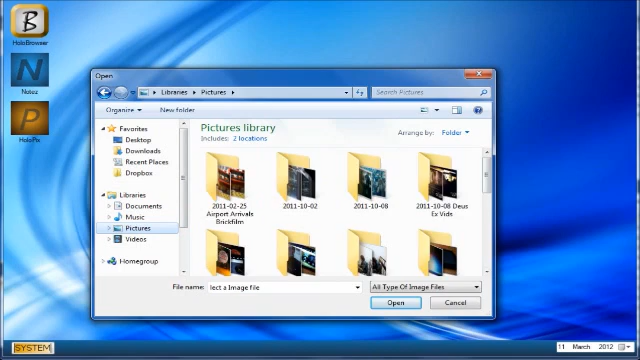 B
HoloBrowser
N
Notez
P
HoloPix
Open
Libraries
Pictures
Search Pictures
Organize
New folder
Favorites
Desktop
Downloads
Recent Places
Dropbox
Libraries
Documents
Music
Pictures
Videos
Homegroup
Pictures library
Includes: 2 locations
Arrange by: Folder
2011-02-25
Airport Arrivals
Brickfilm
2011-10-02
2011-10-08
2011-10-08 Deus
Ex Vids
File name: lect a Image file
All Type Of Image Files
Open
Cancel
SYSTEM
11 March 2012